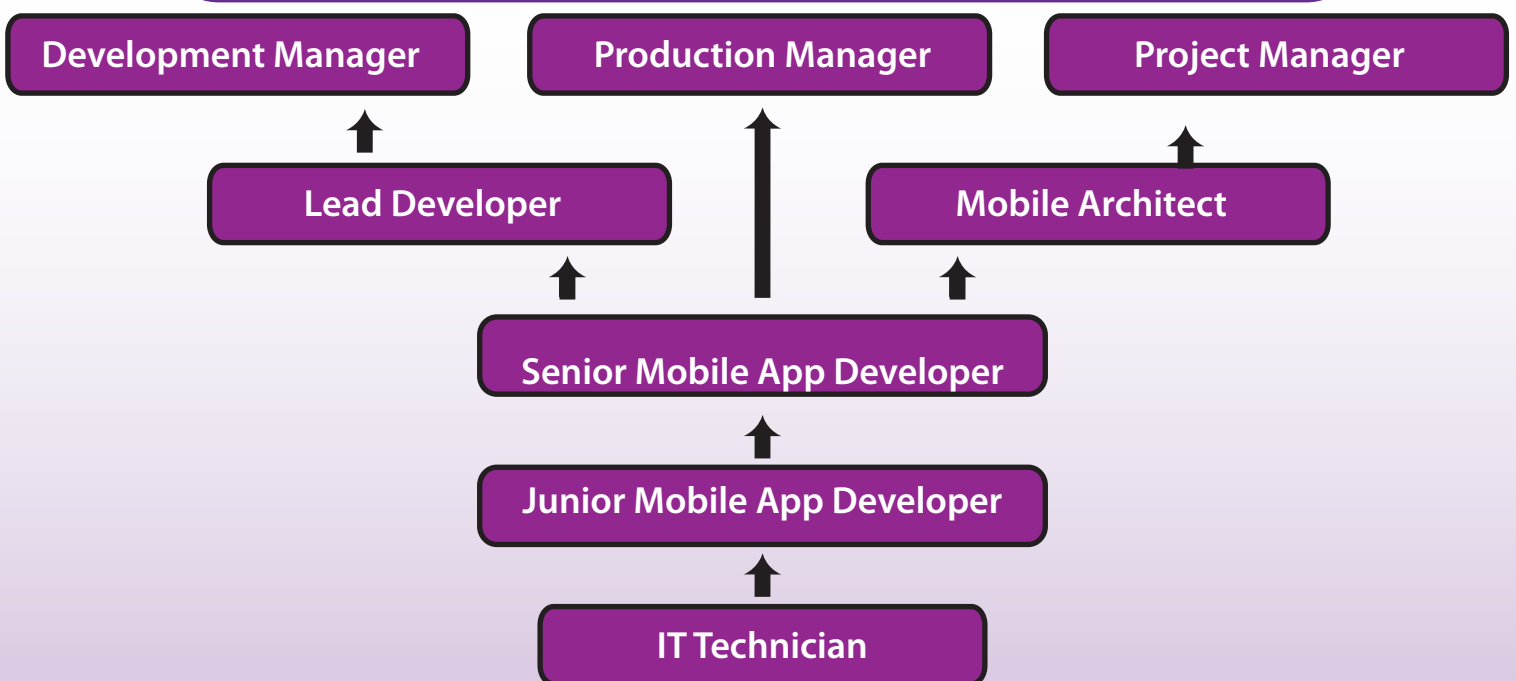 Development Manager
Production Manager
Project Manager
Lead Developer
Mobile Architect
Senior Mobile App Developer
Junior Mobile App Developer
IT Technician